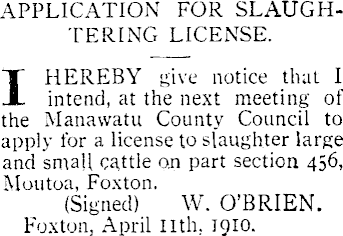 APPLICATION FOR SLAUGH-
TERING LICENSE.
I HEREBY give notice that I
intend, at the next meeting of
the Manawatu County Council to
apply for a license to slaughter large
and small cattle on part section 456,
Moutoa, Foxton.
(Signed) W. O'BRIEN.
Foxton, April 11th, 1910.